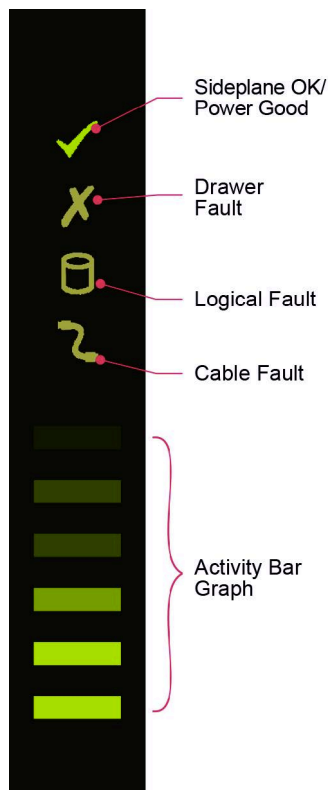 Sideplane OK/
Power Good
Drawer
Fault
Logical Fault
Cable Fault
Activity Bar
Graph